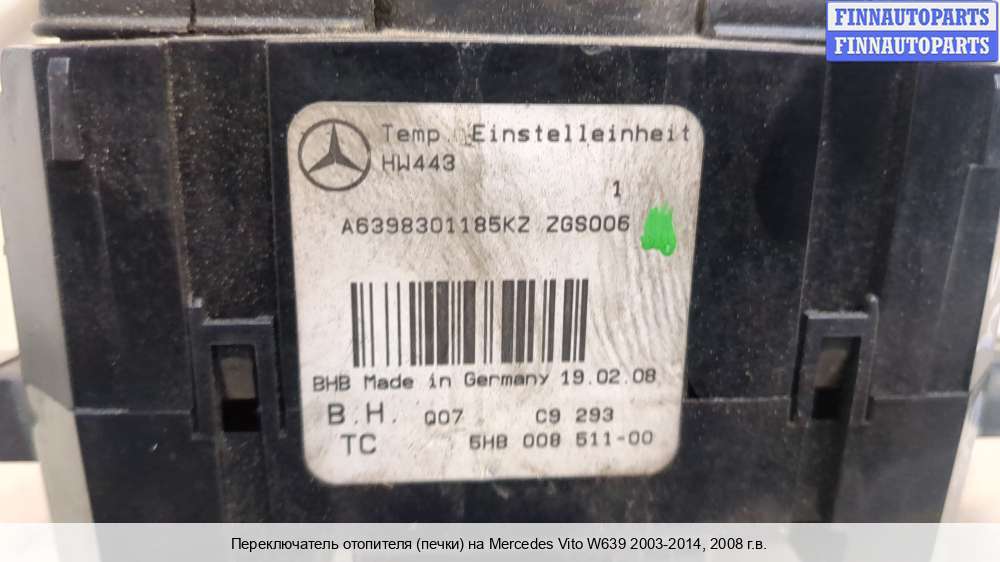 FINNAUTOPARTS
FINNAUTOPARTS
Temp. Einstelleinheit
HW443
1
A6398301185KZ ZGS006
BHB Made in Germany 19.02.08
B.H. Q07 C9 293
TC 5HB 008 511-00
Переключатель отопителя (печки) на Mercedes Vito W639 2003-2014, 2008 г.в.